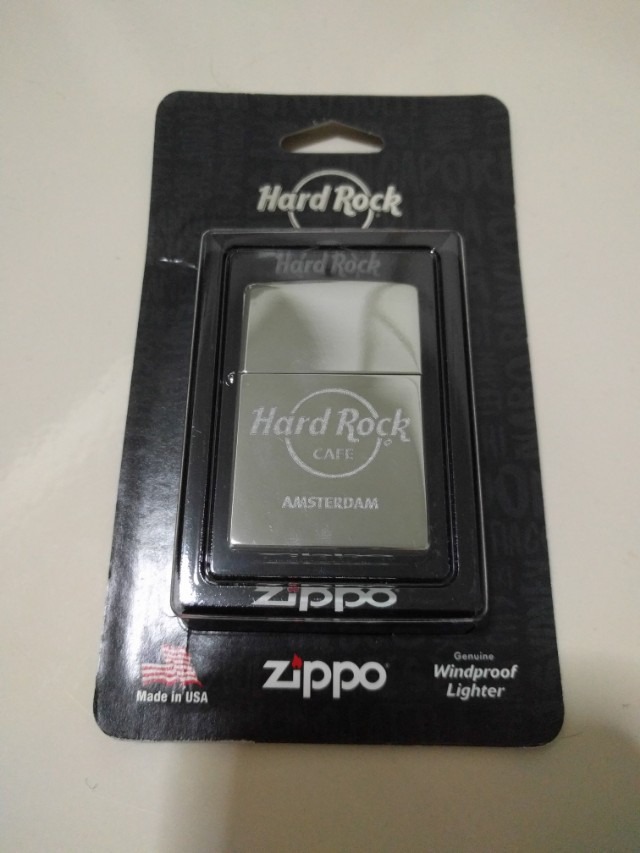 Hard Rock
Hard Rock
Hard Rock
CAFE
AMSTERDAM
zippo
Made in USA
zippo
Genuine
Windproof
Lighter